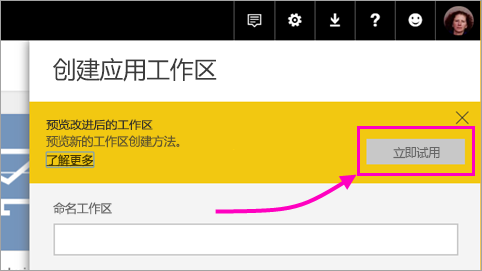 创建应用工作区
预览改进后的工作区
预览新的工作区创建方法。
了解更多
立即试用
命名工作区